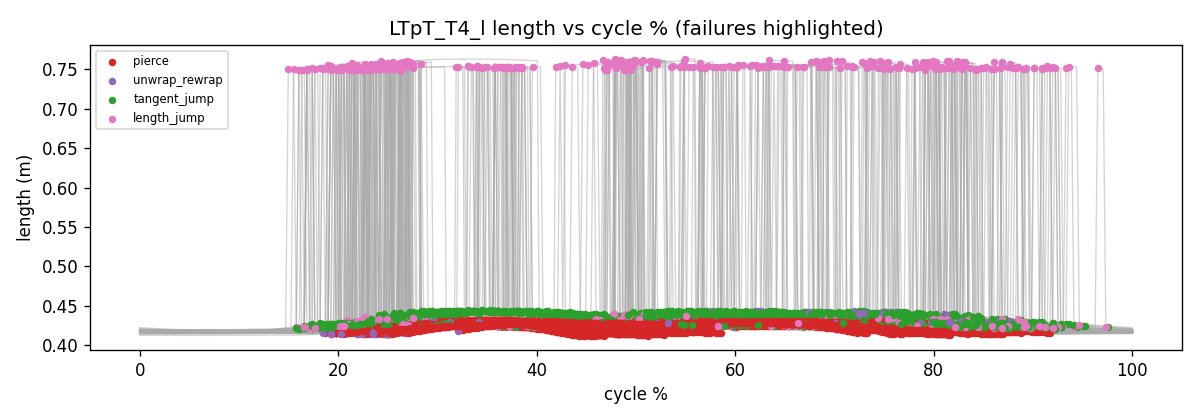 LTpT_T4_l length vs cycle % (failures highlighted)
pierce
unwrap_rewrap
tangent_jump
length_jump
length (m)
0.75
0.70
0.65
0.60
0.55
0.50
0.45
0.40
0 20 40 60 80 100
cycle %